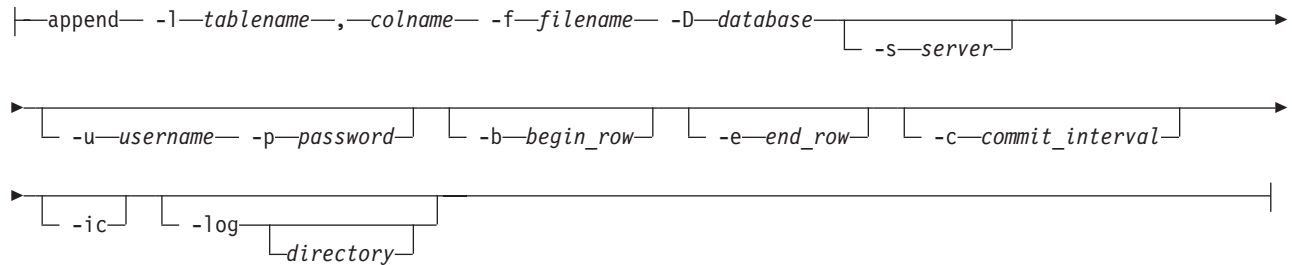 append -l tablename , colname -f filename -D database
-s server
-u username -p password -b begin_row -e end_row -c commit_interval
-ic -log
directory